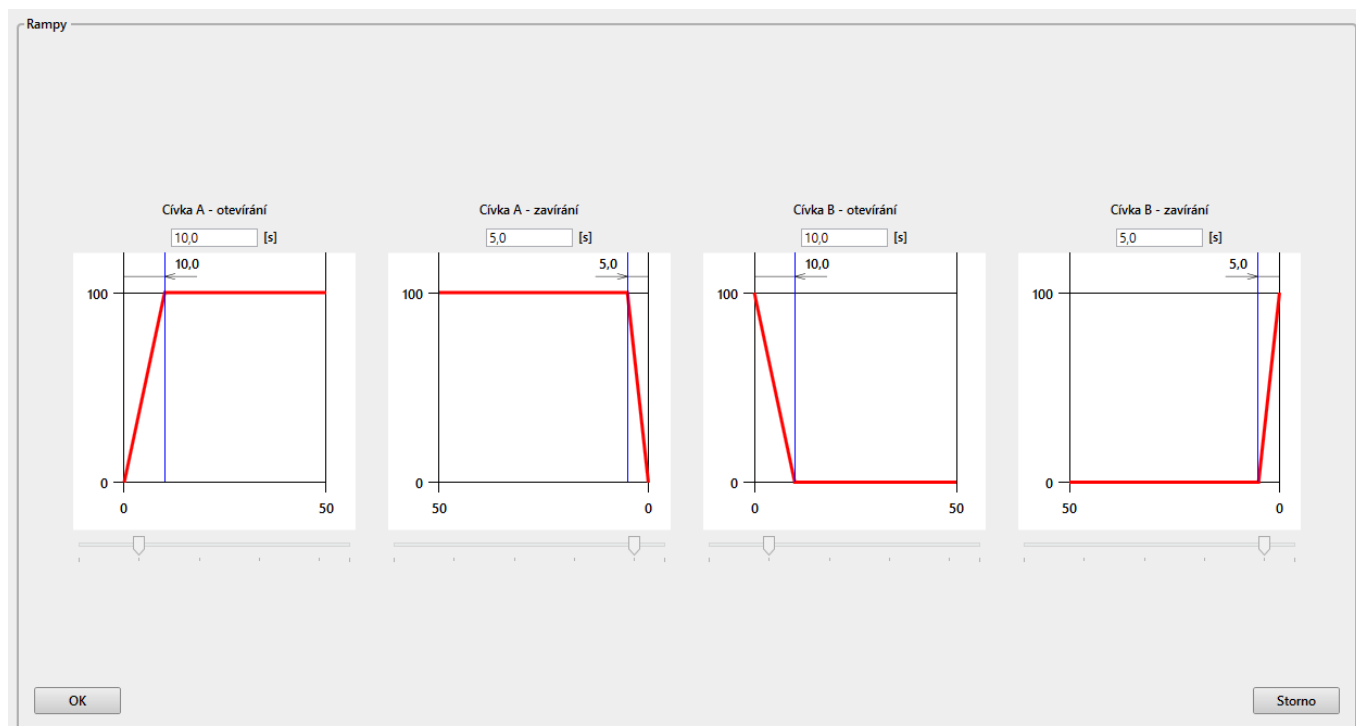 Rampy
Cívka A - otevírání
10,0 [s]
10,0
100
0
0 50
Cívka A - zavírání
5,0 [s]
5,0
100
0
50 0
Cívka B - otevírání
10,0 [s]
10,0
100
0
0 50
Cívka B - zavírání
5,0 [s]
5,0
100
0
50 0
OK
Storno